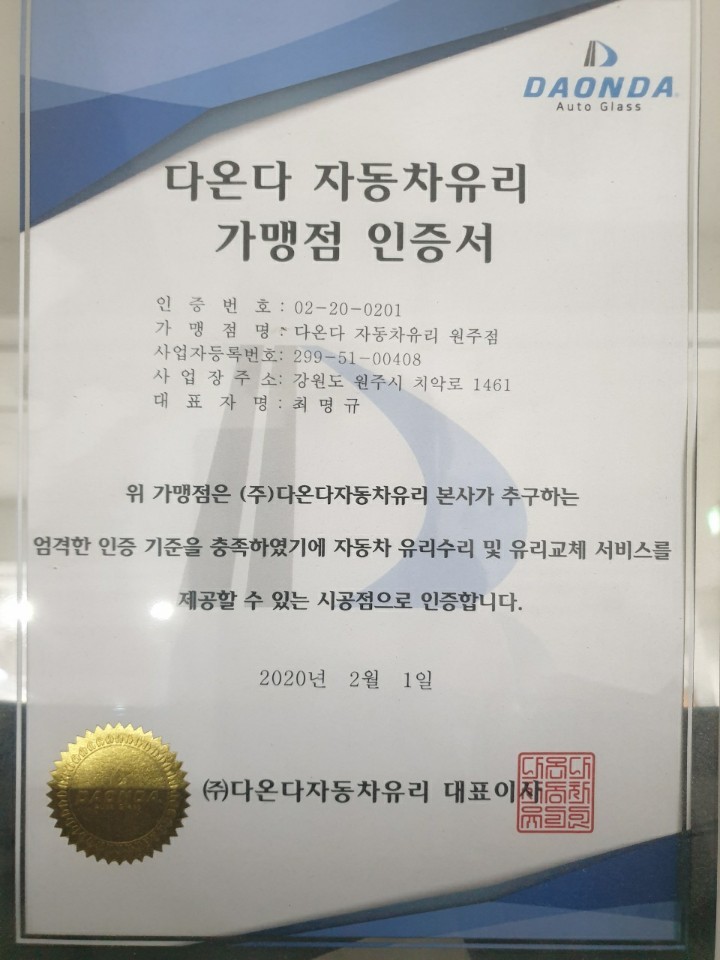 DAONDA
Auto Glass
다온다 자동차유리
가맹점 인증서
인 증 번 호 : 02-20-0201
가 맹 점 명 : 다온다 자동차유리 원주점
사업자등록번호: 299-51-00408
사 업 장 주 소: 강원도 원주시 치악로 1461
대 표 자 명 : 최 명 규
위 가맹점은 (주)다온다자동차유리 본사가 추구하는
엄격한 인증 기준을 충족하였기에 자동차 유리수리 및 유리교체 서비스를
제공할 수 있는 시공점으로 인증합니다.
2020년 2월 1일
㈜다온다자동차유리 대표이사